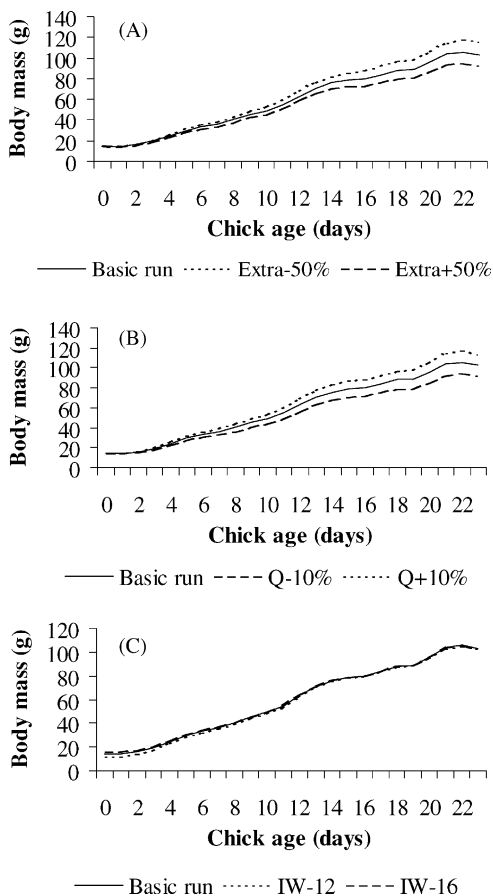 (A)
Body mass (g)
140
120
100
80
60
40
20
0
0 2 4 6 8 10 12 14 16 18 20 22
Chick age (days)
Basic run Extra-50% Extra+50%
(B)
Body mass (g)
140
120
100
80
60
40
20
0
0 2 4 6 8 10 12 14 16 18 20 22
Chick age (days)
Basic run Q-10% Q+10%
(C)
Body mass (g)
120
100
80
60
40
20
0
0 2 4 6 8 10 12 14 16 18 20 22
Chick age (days)
Basic run IW-12 IW-16